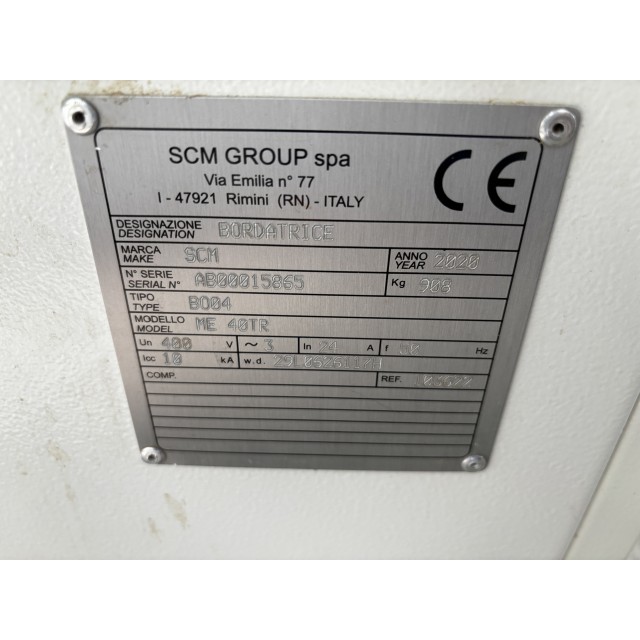 SCM GROUP spa
CE
Via Emilia n° 77
I - 47921 Rimini (RN) - ITALY
DESIGNAZIONE
DESIGNATION BORDATRICE
MARCA
MAKE SCM
ANNO
YEAR 2020
N° SERIE
SERIAL N° AB00015865
Kg
TIPO
TYPE BO04
MODELLO
MODEL ME 40TR
Un 400 V ~ 3 In A f Hz
Icc 10 kA w.d.
COMP. REF.